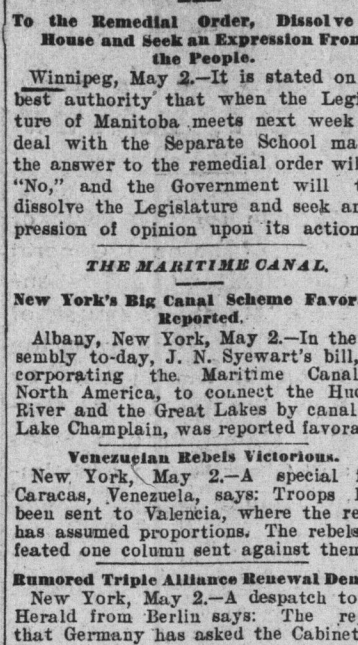 To the Remedial Order, Dissolve
House and Seek an Expression From
the People.
Winnipeg, May 2.—It is stated on
best authority that when the Legi
ture of Manitoba meets next week
deal with the Separate School ma
the answer to the remedial order wil
"No," and the Government will
dissolve the Legislature and seek an
pression of opinion upon its action
THE MARITIME CANAL.
New York's Big Canal Scheme Favor
Reported.
Albany, New York, May 2.—In the
sembly to-day, J. N. Syewart's bill,
corporating the Maritime Canal
North America, to connect the Hud
River and the Great Lakes by canal
Lake Champlain, was reported favora
Venezuelan Rebels Victorious.
New York, May 2.—A special
Caracas, Venezuela, says: Troops
been sent to Valencia, where the re
has assumed proportions. The rebels
feated one column sent against them
Rumored Triple Alliance Renewal Den
New York, May 2.—A despatch to
Herald from Berlin says: The re
that Germany has asked the Cabinet